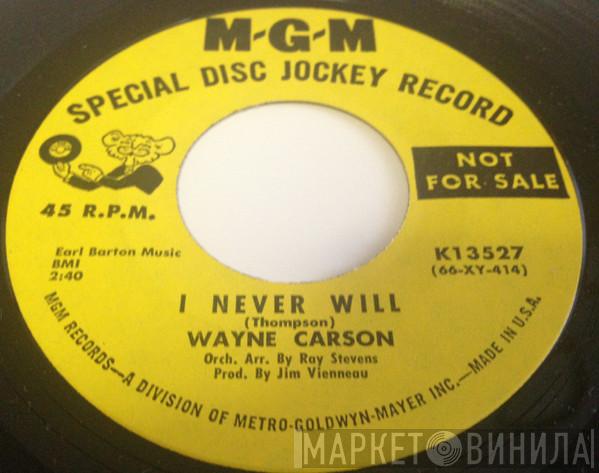 M-G-M
SPECIAL DISC JOCKEY RECORD
NOT
FOR SALE
45 R.P.M.
Earl Barton Music
BMI
2:40
K13527
(66-XY-414)
I NEVER WILL
(Thompson)
WAYNE CARSON
Orch. Arr. By Ray Stevens
Prod. By Jim Vienneau
MGM RECORDS—A DIVISION OF METRO-GOLDWYN-MAYER INC.—MADE IN U.S.A.
МАРКЕТ ВИНИЛА